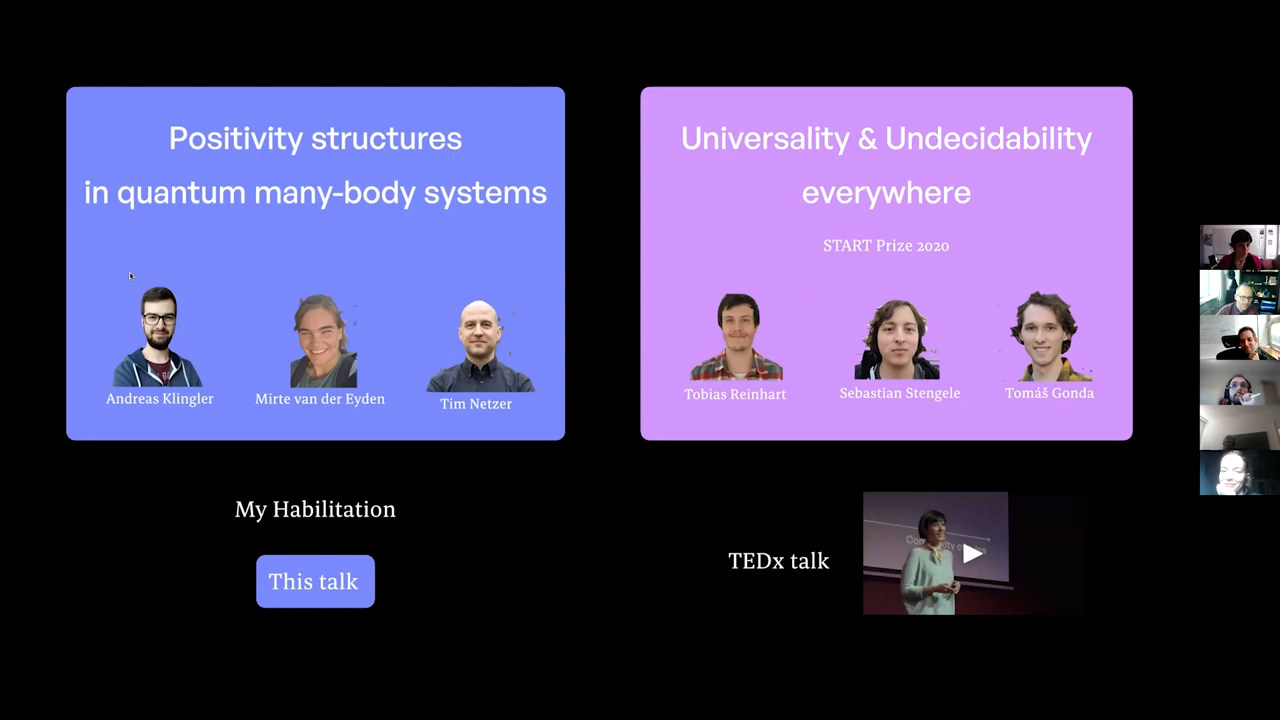 Positivity structures
in quantum many-body systems
Andreas Klingler
Mirte van der Eyden
Tim Netzer
Universality & Undecidability
everywhere
START Prize 2020
Tobias Reinhart
Sebastian Stengele
Tomáš Gonda
My Habilitation
This talk
TEDx talk